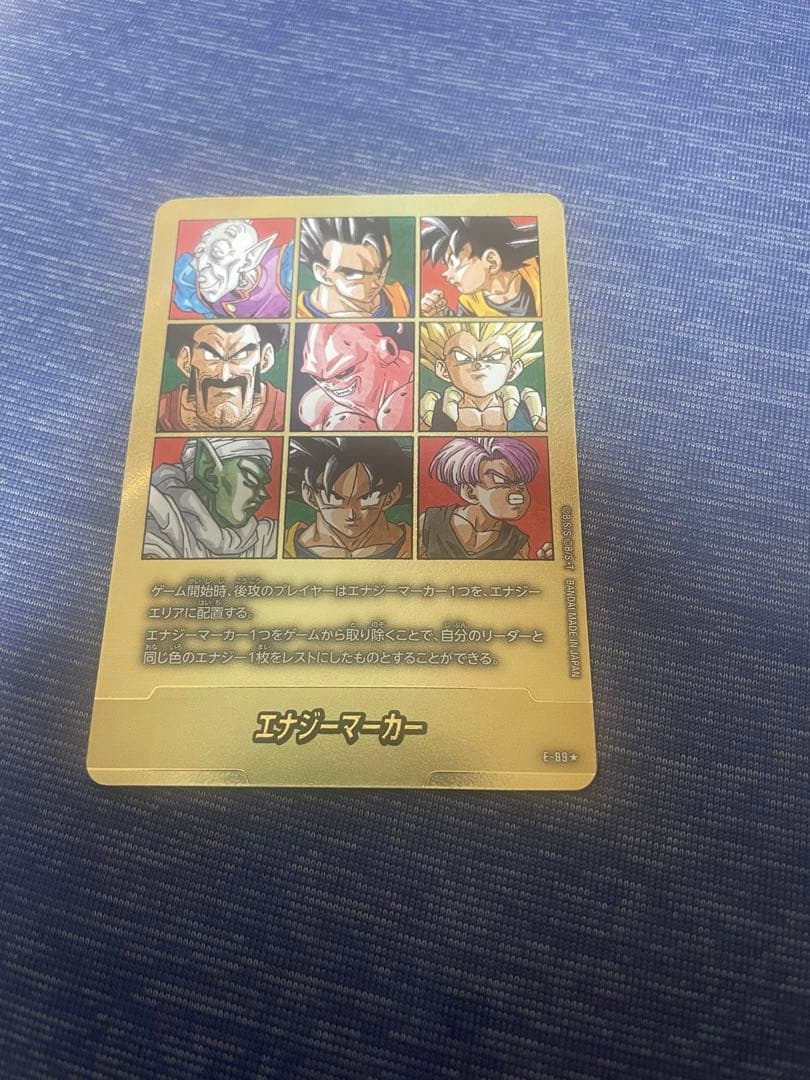 ゲーム開始時、後攻のプレイヤーはエナジーマーカー1つを、エナジー
エリアに配置する。
エナジーマーカー1つをゲームから取り除くことで、自分のリーダーと
同じ色のエナジー1枚をレストにしたものとすることができる。
エナジーマーカー
E-89★
©B・S/S ©B/S・T BANDAI MADE IN JAPAN